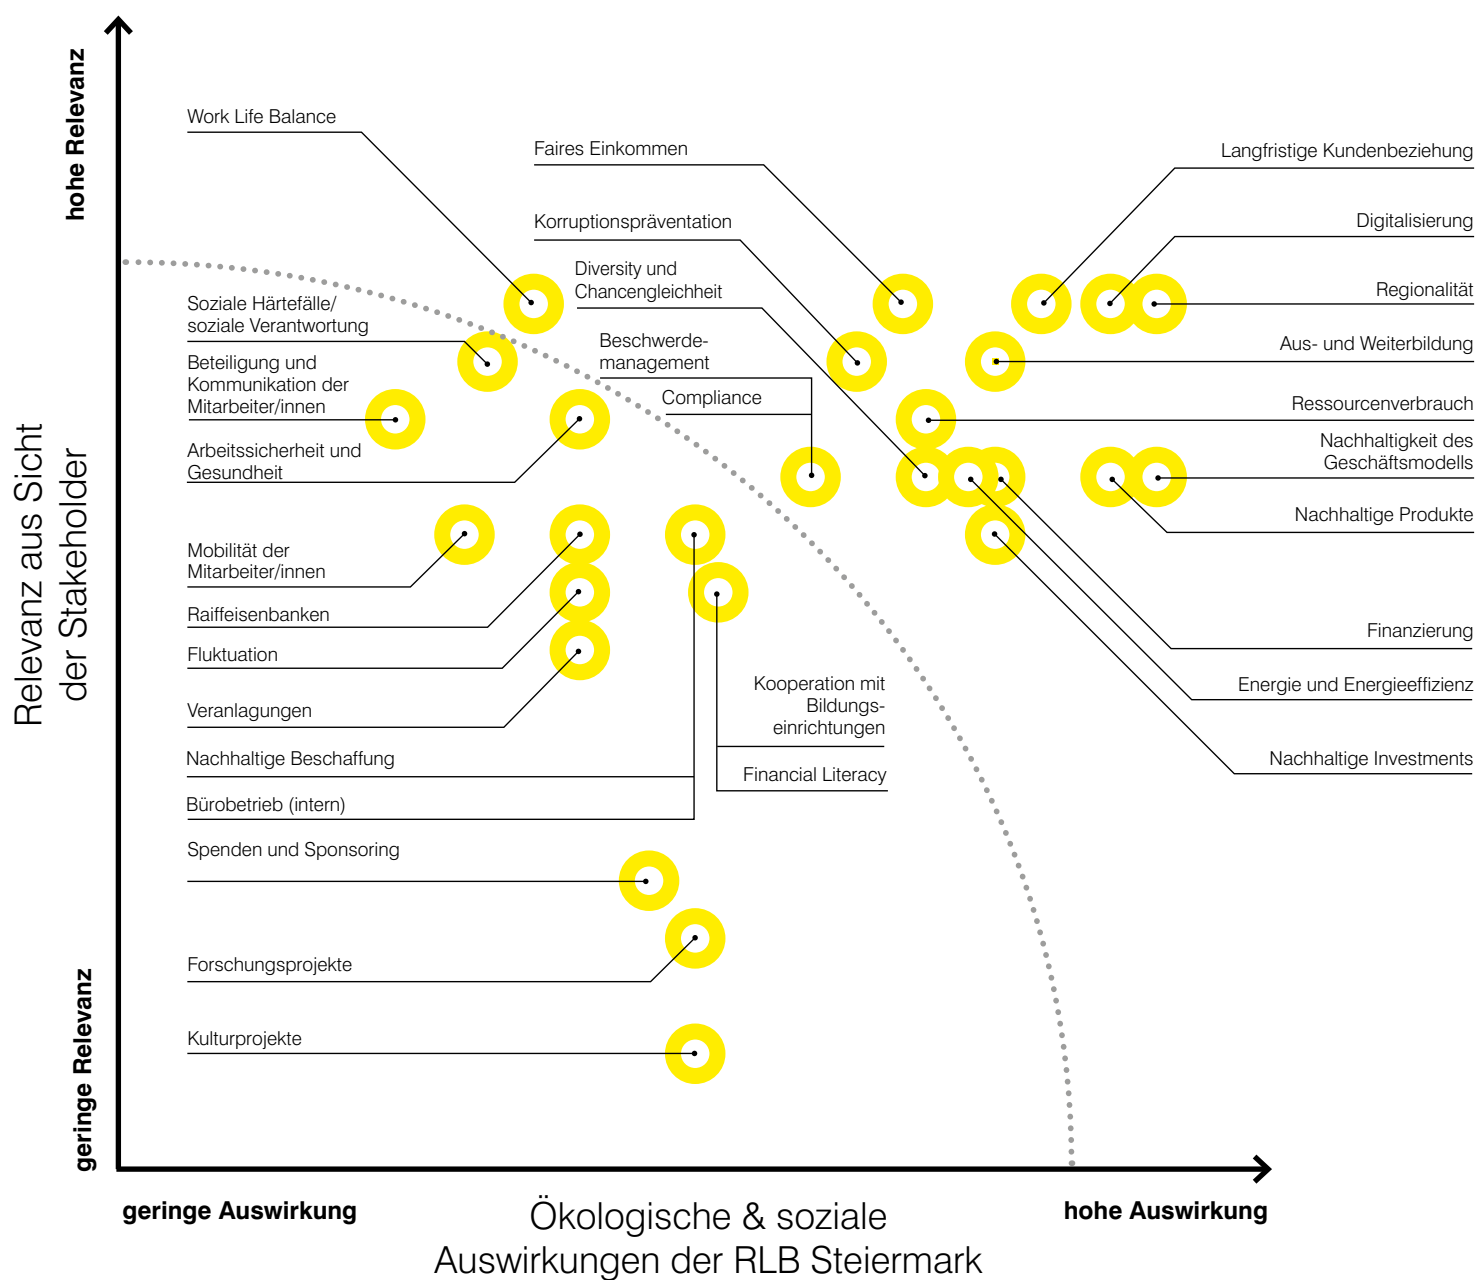 hohe Relevanz
Relevanz aus Sicht
der Stakeholder
geringe Relevanz
Work Life Balance
Soziale Härtefälle/
soziale Verantwortung
Beteiligung und
Kommunikation der
Mitarbeiter/innen
Arbeitssicherheit und
Gesundheit
Mobilität der
Mitarbeiter/innen
Raiffeisenbanken
Fluktuation
Veranlagungen
Nachhaltige Beschaffung
Bürobetrieb (intern)
Spenden und Sponsoring
Forschungsprojekte
Kulturprojekte
Faires Einkommen
Korruptionspräventation
Diversity und
Chancengleichheit
Beschwerde-
management
Compliance
Kooperation mit
Bildungs-
einrichtungen
Financial Literacy
Langfristige Kundenbeziehung
Digitalisierung
Regionalität
Aus- und Weiterbildung
Ressourcenverbrauch
Nachhaltigkeit des
Geschäftsmodells
Nachhaltige Produkte
Finanzierung
Energie und Energieeffizienz
Nachhaltige Investments
geringe Auswirkung
Ökologische & soziale
Auswirkungen der RLB Steiermark
hohe Auswirkung